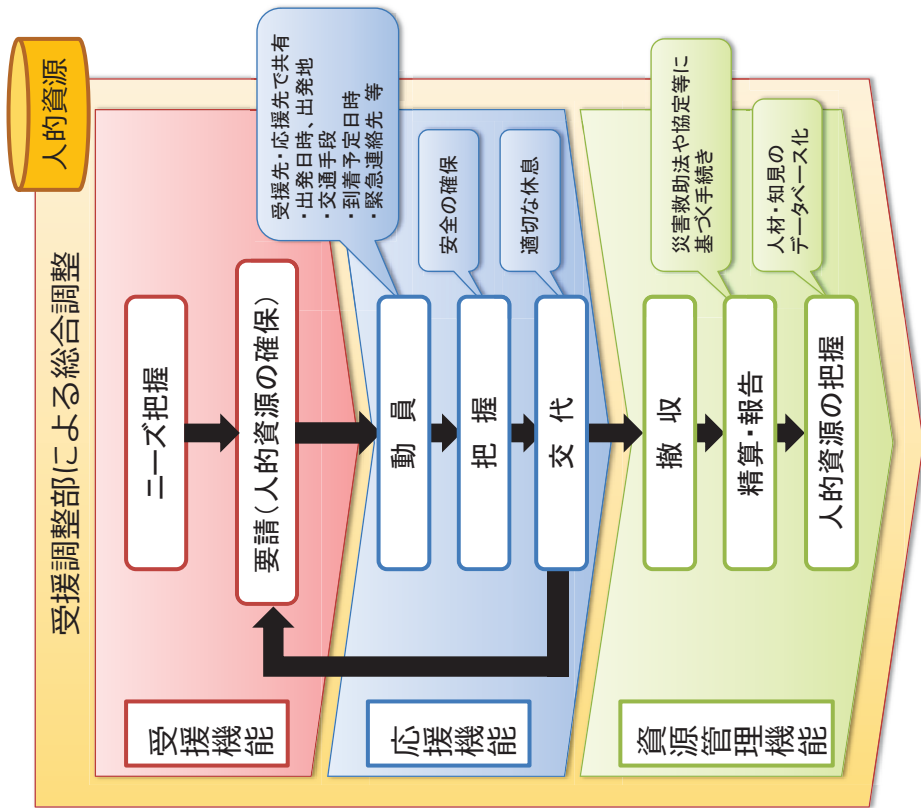 人的資源
受援調整部による総合調整
受援機能
ニーズ把握
要請(人的資源の確保)
応援機能
動員
受援先・応援先で共有
・出発日時、出発地
・交通手段
・到着予定日時
・緊急連絡先 等
把握
安全の確保
交代
適切な休息
資源管理機能
撤収
精算・報告
災害救助法や協定等に
基づく手続き
人的資源の把握
人材・知見の
データベース化